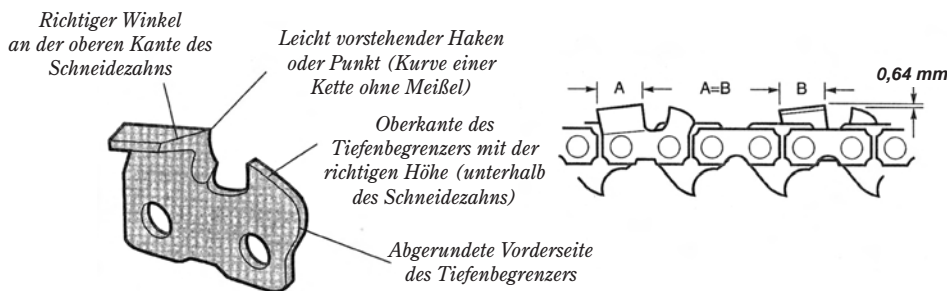 Richtiger Winkel
an der oberen Kante des
Schneidezahns
Leicht vorstehender Haken
oder Punkt (Kurve einer
Kette ohne Meißel)
Oberkante des
Tiefenbegrenzers mit der
richtigen Höhe (unterhalb
des Schneidezahns)
Abgerundete Vorderseite
des Tiefenbegrenzers
A
A=B
B
0,64 mm